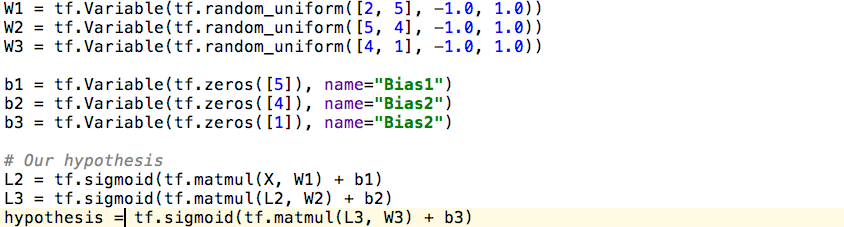 W1 = tf.Variable(tf.random_uniform([2, 5], -1.0, 1.0))
W2 = tf.Variable(tf.random_uniform([5, 4], -1.0, 1.0))
W3 = tf.Variable(tf.random_uniform([4, 1], -1.0, 1.0))
b1 = tf.Variable(tf.zeros([5]), name="Bias1")
b2 = tf.Variable(tf.zeros([4]), name="Bias2")
b3 = tf.Variable(tf.zeros([1]), name="Bias2")
# Our hypothesis
L2 = tf.sigmoid(tf.matmul(X, W1) + b1)
L3 = tf.sigmoid(tf.matmul(L2, W2) + b2)
hypothesis = tf.sigmoid(tf.matmul(L3, W3) + b3)